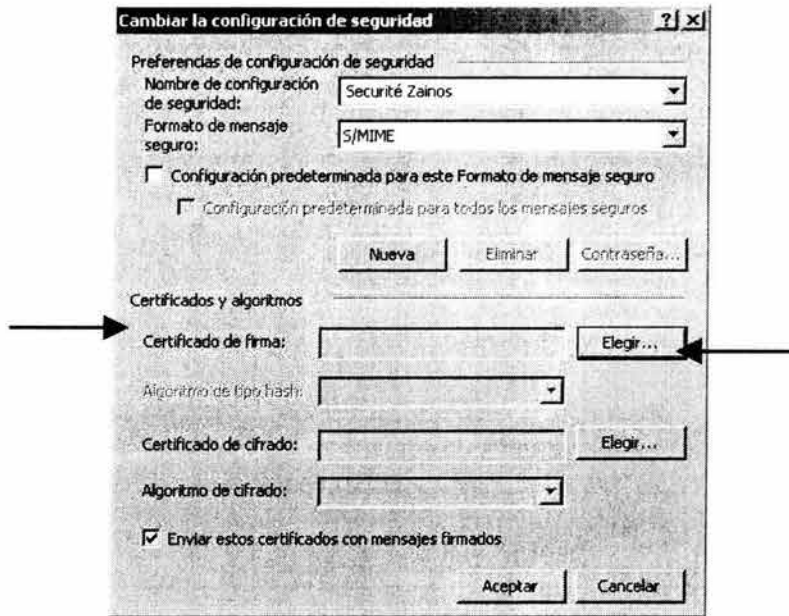 Cambiar la configuración de seguridad
Preferencias de configuración de seguridad
Nombre de configuración
de seguridad:
Securité Zainos
Formato de mensaje
seguro:
S/MIME
Configuración predeterminada para este Formato de mensaje seguro
Configuración predeterminada para todos los mensajes seguros
Nueva
Eliminar
Contraseña...
Certificados y algoritmos
Certificado de firma:
Elegir...
Algoritmo de tipo hash:
Certificado de cifrado:
Elegir...
Algoritmo de cifrado:
Enviar estos certificados con mensajes firmados
Aceptar
Cancelar